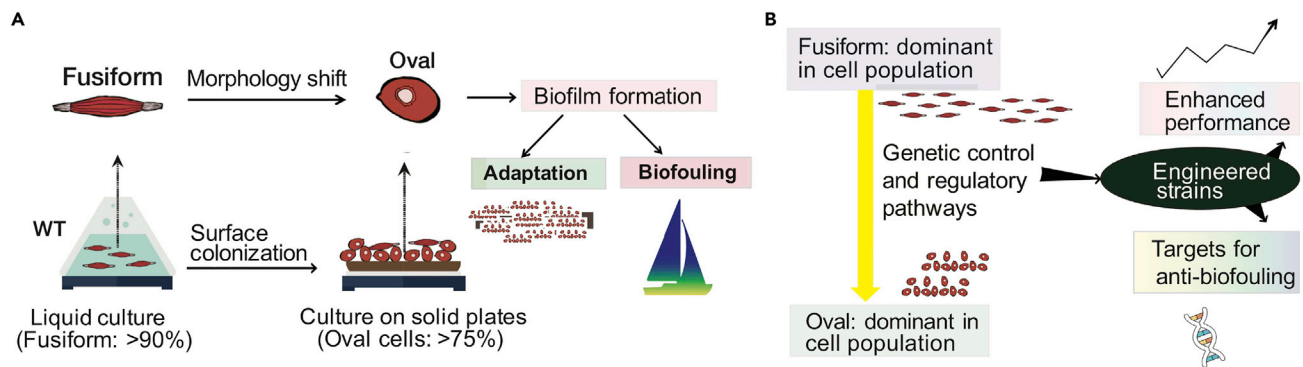 A
Fusiform
Morphology shift
Oval
Biofilm formation
Adaptation
Biofouling
WT
Surface
colonization
Liquid culture
(Fusiform: >90%)
Culture on solid plates
(Oval cells: >75%)
B
Fusiform: dominant
in cell population
Genetic control
and regulatory
pathways
Oval: dominant in
cell population
Enhanced
performance
Engineered
strains
Targets for
anti-biofouling